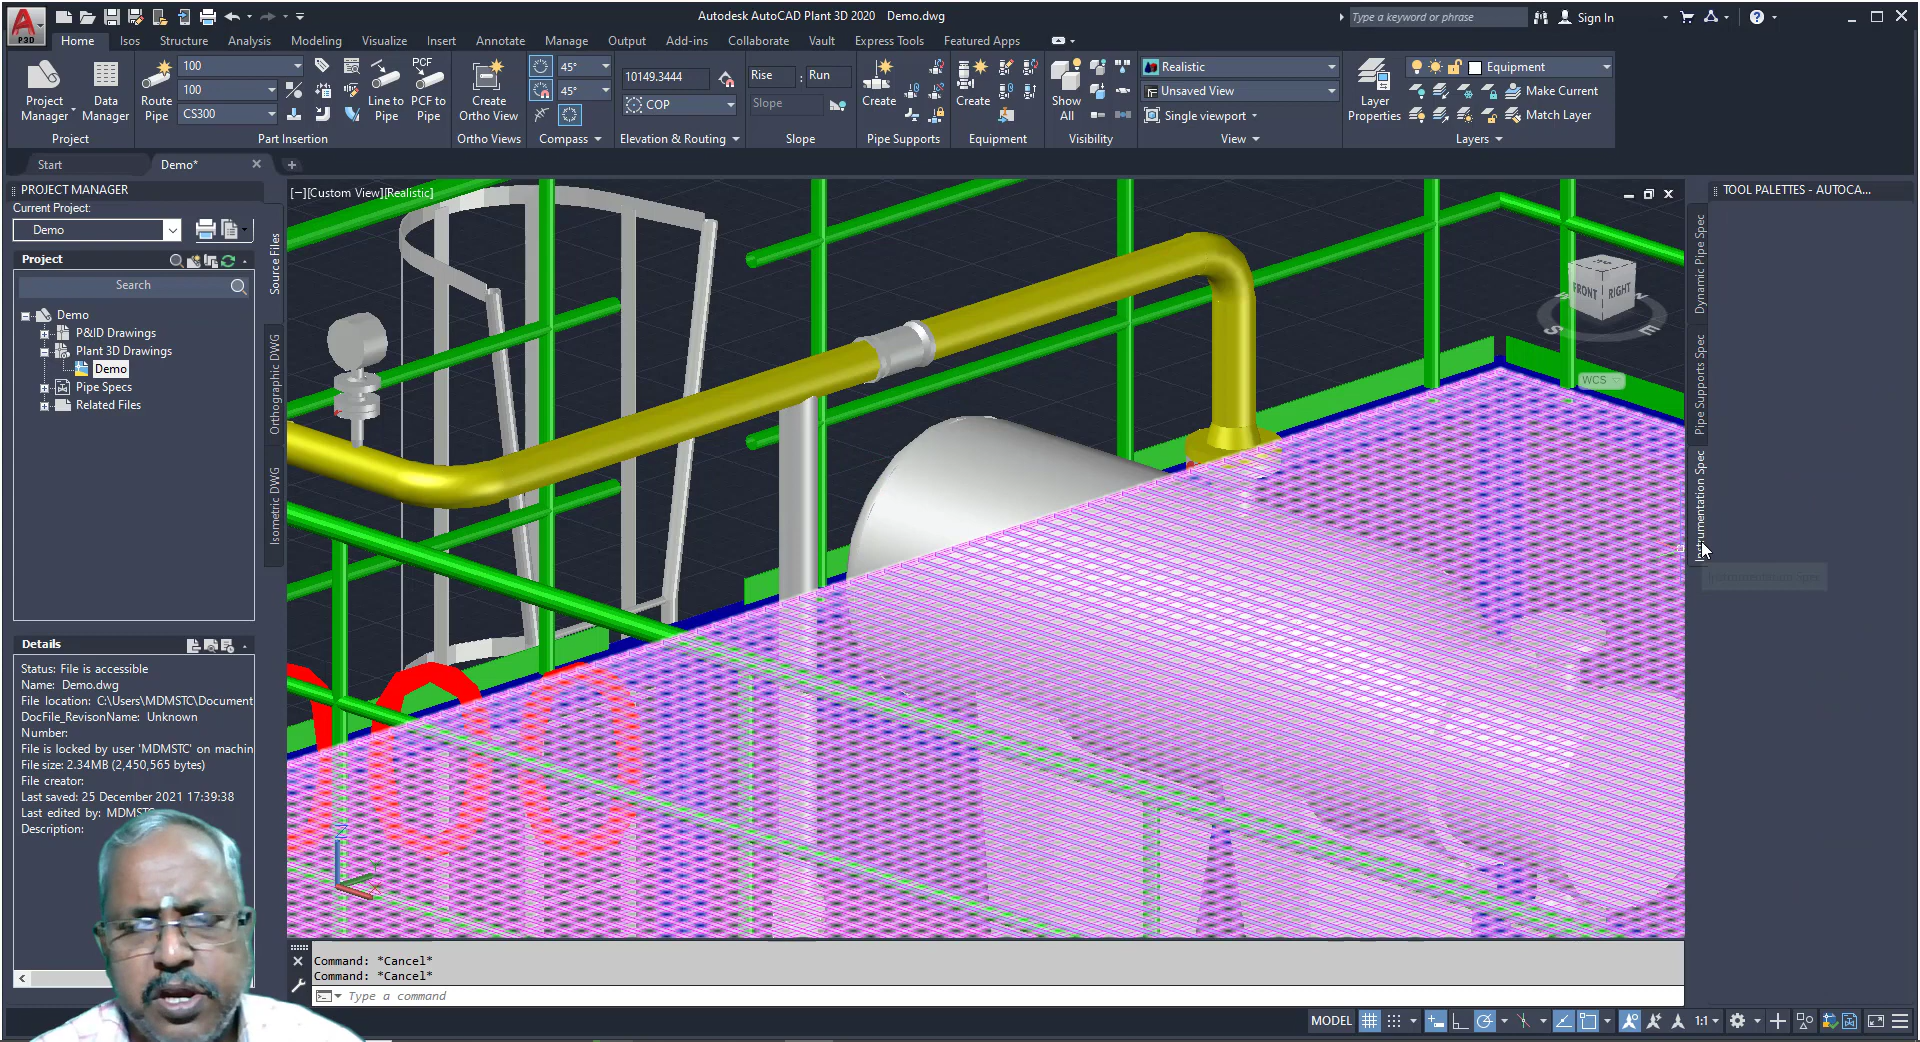 Autodesk AutoCAD Plant 3D 2020 Demo.dwg
Type a keyword or phrase
Sign In
P3D
Home Isos Structure Analysis Modeling Visualize Insert Annotate Manage Output Add-ins Collaborate Vault Express Tools Featured Apps
Project Manager
Data Manager
Project
Route Pipe
100
100
CS300
Line to Pipe
PCF
PCF to Pipe
Part Insertion
Create Ortho View
Ortho Views
45°
45°
Compass
10149.3444
COP
Elevation & Routing
Rise : Run
Slope
Slope
Create
Pipe Supports
Create
Equipment
Show All
Visibility
Realistic
Unsaved View
Single viewport
View
Layer Properties
Equipment
Make Current
Match Layer
Layers
Start
Demo*
PROJECT MANAGER
Current Project:
Demo
Project
Search
Demo
P&ID Drawings
Plant 3D Drawings
Demo
Pipe Specs
Related Files
Source Files
Orthographic DWG
Isometric DWG
Details
Status: File is accessible
Name: Demo.dwg
File location: C:\Users\MDMSTC\Document
DocFile_RevisonName: Unknown
Number:
File is locked by user 'MDMSTC' on machin
File size: 2.34MB (2,450,565 bytes)
File creator:
Last saved: 25 December 2021 17:39:38
Last edited by: MDMSTC
Description:
[−][Custom View][Realistic]
FRONT
RIGHT
S
E
WCS
TOOL PALETTES - AUTOCA...
Dynamic Pipe Spec
Pipe Supports Spec
Instrumentation Spec
Command: *Cancel*
Command: *Cancel*
Type a command
MODEL
1:1